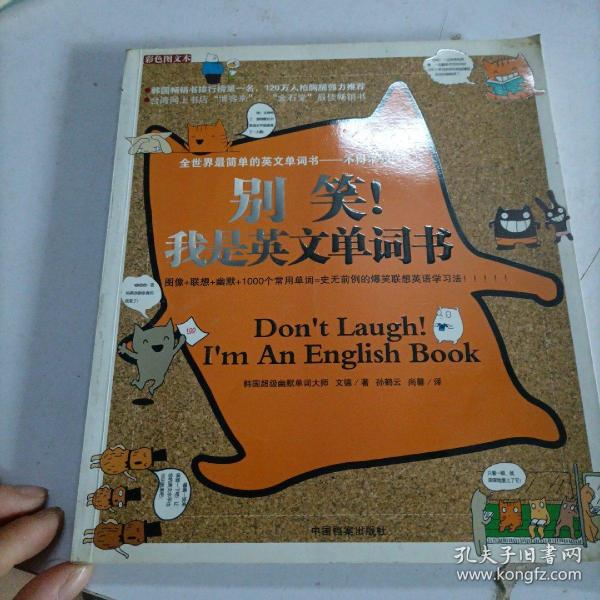 彩色图文本
韩国畅销书排行榜第一名，120万人拍胸脯强力推荐
台湾网上书店“博客来”、“金石堂”最佳畅销书
全世界最简单的英文单词书——不
别笑!
我是英文单词书
图像+联想+幽默+1000个常用单词=史无前例的爆笑联想英语学习法!!!!!
Don't Laugh!
I'm An English Book
韩国超级幽默单词大师 文德/著 孙鹤云 尚馨/译
只看一眼，就
中国档案出版社
孔夫子旧书网
www.kongfz.com